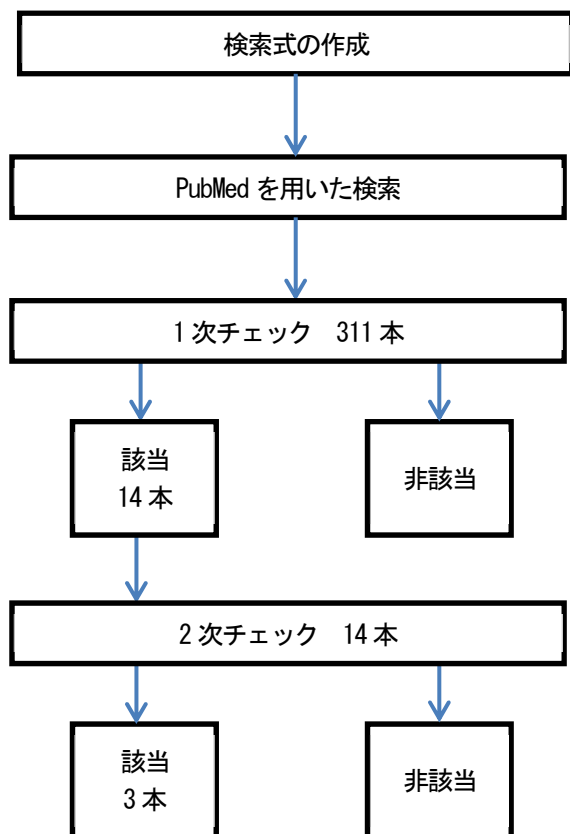 検索式の作成
PubMed を用いた検索
1 次チェック　311 本
該当
14 本
非該当
2 次チェック　14 本
該当
3 本
非該当